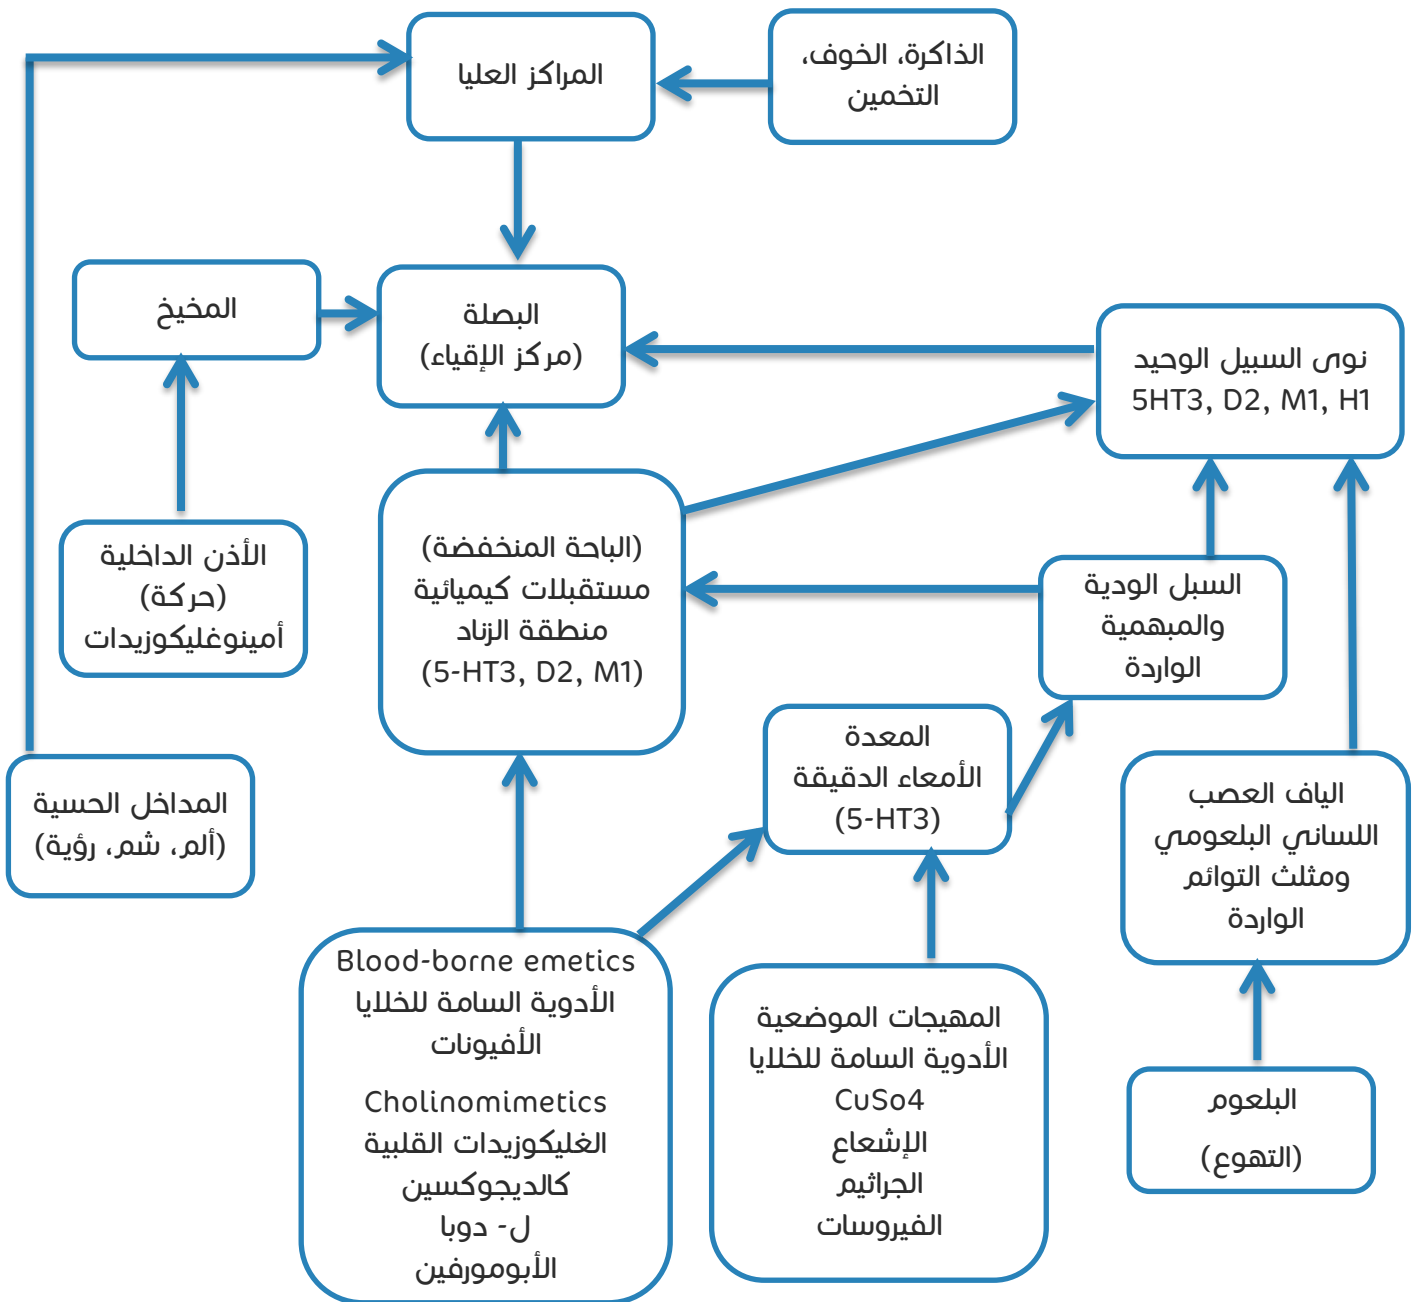 المراكز العليا
الذاكرة، الخوف،
التخمين
المخيخ
البصلة
(مركز الإقياء)
نوى السبيل الوحيد
5HT3, D2, M1, H1
الأذن الداخلية
(حركة)
أمينوغليكوزيدات
(الباحة المنخفضة)
مستقبلات كيميائية
منطقة الزناد
(5-HT3, D2, M1)
السبل الودية
والمبهمية
الواردة
المداخل الحسية
(ألم، شم، رؤية)
المعدة
الأمعاء الدقيقة
(5-HT3)
الياف العصب
اللساني البلعومي
ومثلث التوائم
الواردة
Blood-borne emetics
الأدوية السامة للخلايا
الأفيونات
Cholinomimetics
الغليكوزيدات القلبية
كالديجوكسين
ل- دوبا
الأبومورفين
المهيجات الموضعية
الأدوية السامة للخلايا
CuSo4
الإشعاع
الجراثيم
الفيروسات
البلعوم
(التهوع)